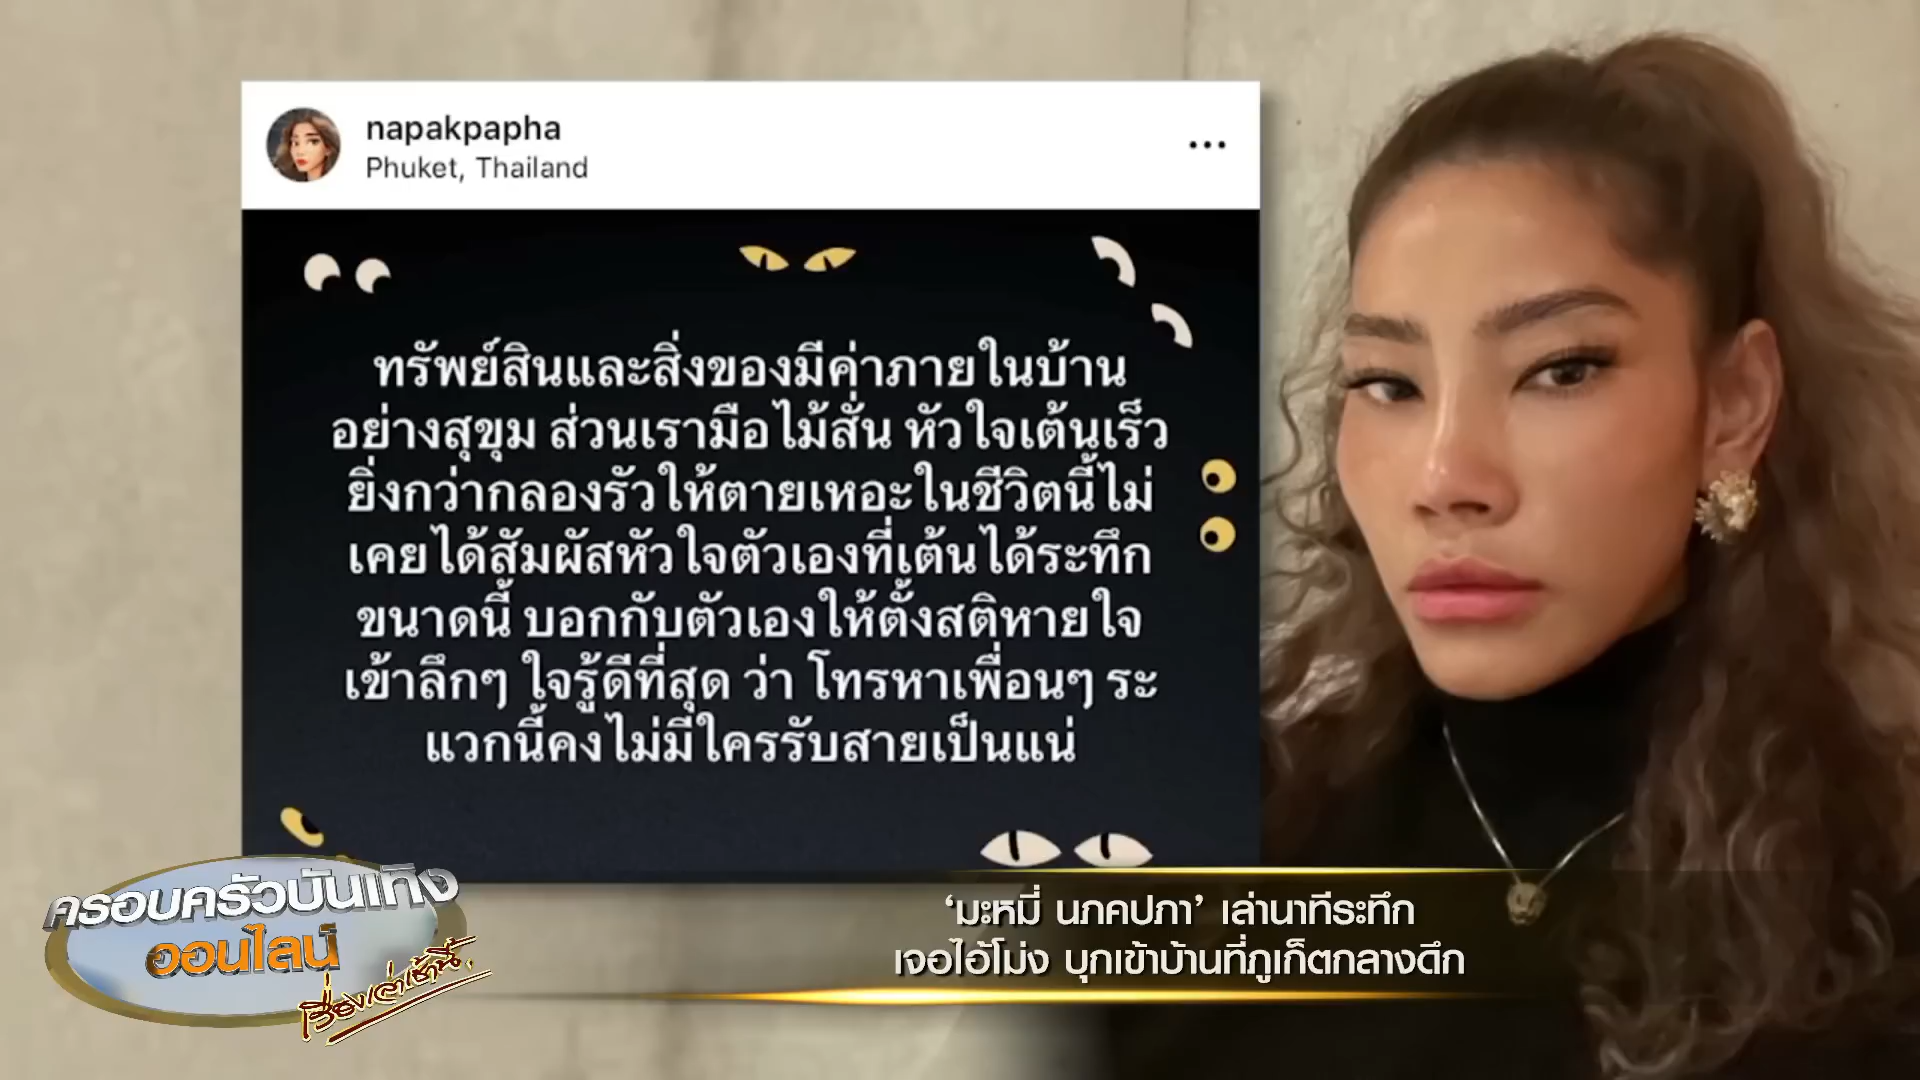 napakpapha
Phuket, Thailand
ทรัพย์สินและสิ่งของมีค่าภายในบ้าน
อย่างสุขุม ส่วนเรามือไม้สั่น หัวใจเต้นเร็ว
ยิ่งกว่ากลองรัวให้ตายเหอะในชีวิตนี้ไม่
เคยได้สัมผัสหัวใจตัวเองที่เต้นได้ระทึก
ขนาดนี้ บอกกับตัวเองให้ตั้งสติหายใจ
เข้าลึกๆ ใจรู้ดีที่สุด ว่า โทรหาเพื่อนๆ ระ
แวกนี้คงไม่มีใครรับสายเป็นแน่
ครอบครัวบันเทิง
ออนไลน์
เรื่องเล่าเช้านี้
‘มะหมี่ นภคปภา’ เล่านาทีระทึก
เจอไอ้โม่ง บุกเข้าบ้านที่ภูเก็ตกลางดึก